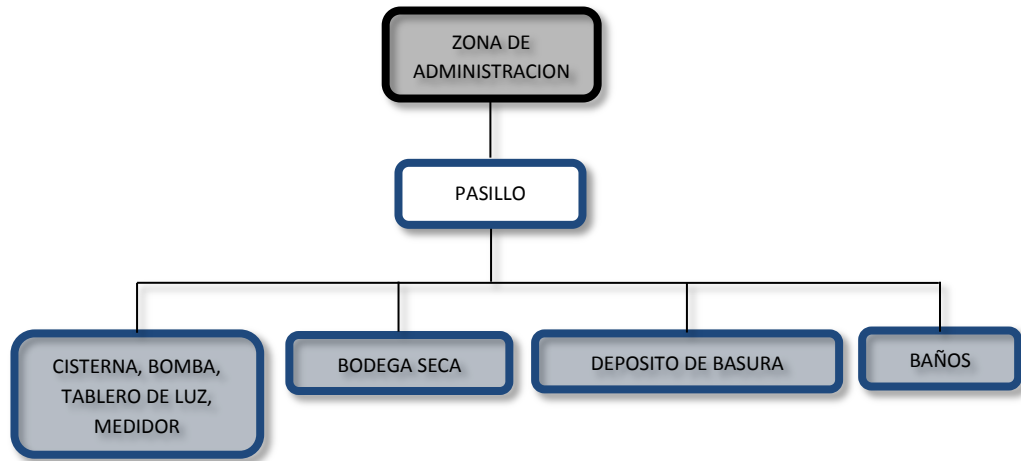 ZONA DE
ADMINISTRACION
PASILLO
CISTERNA, BOMBA,
TABLERO DE LUZ,
MEDIDOR
BODEGA SECA
DEPOSITO DE BASURA
BAÑOS